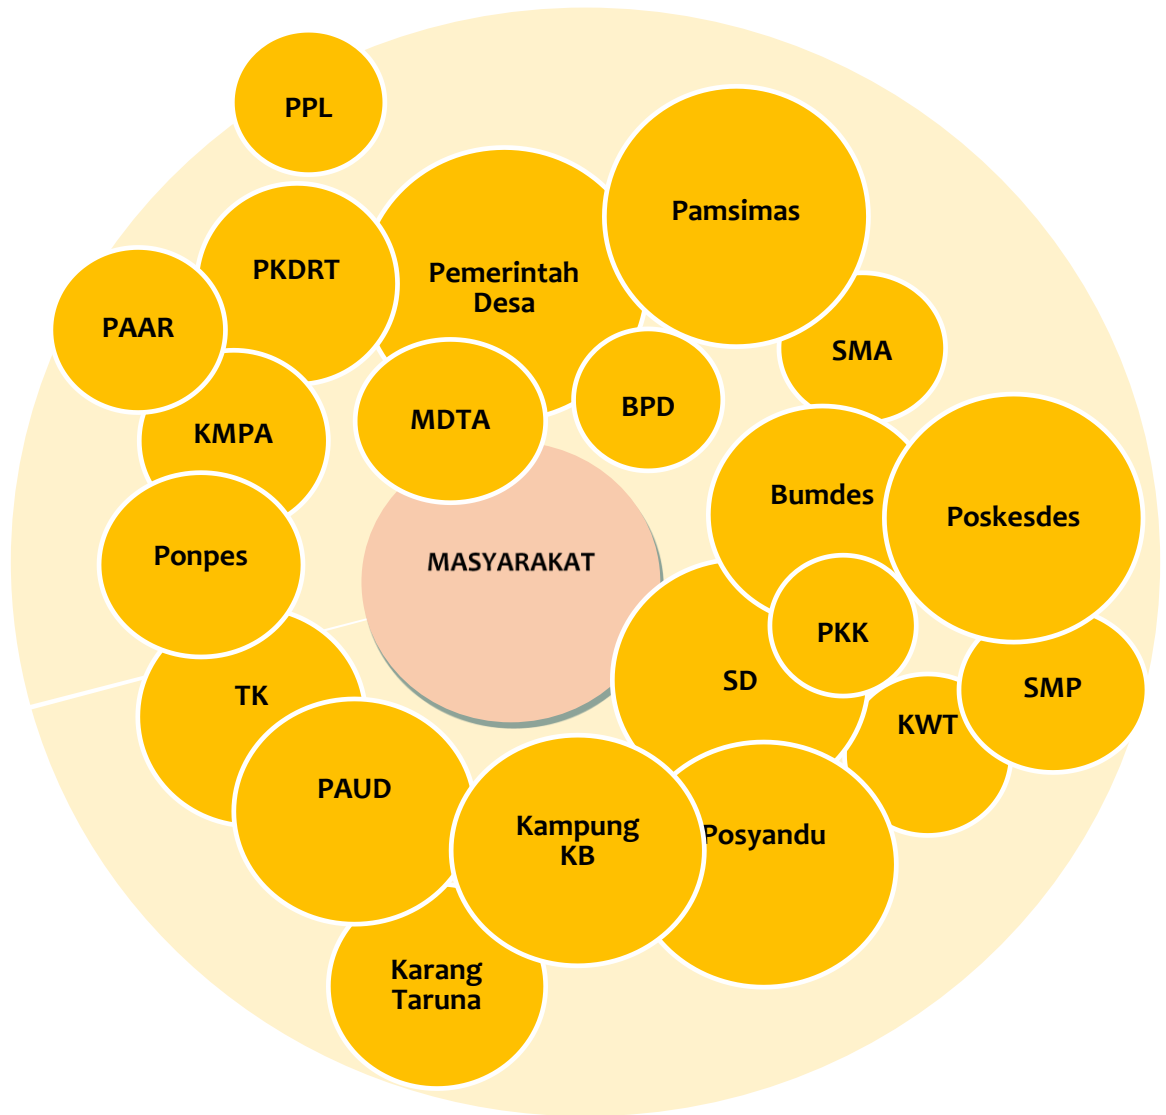 PPL
Pamsimas
PKDRT
Pemerintah
Desa
PAAR
SMA
BPD
MDTA
KMPA
Bumdes
Poskesdes
Ponpes
MASYARAKAT
PKK
SD
SMP
TK
KWT
PAUD
Kampung
KB
Posyandu
Karang
Taruna